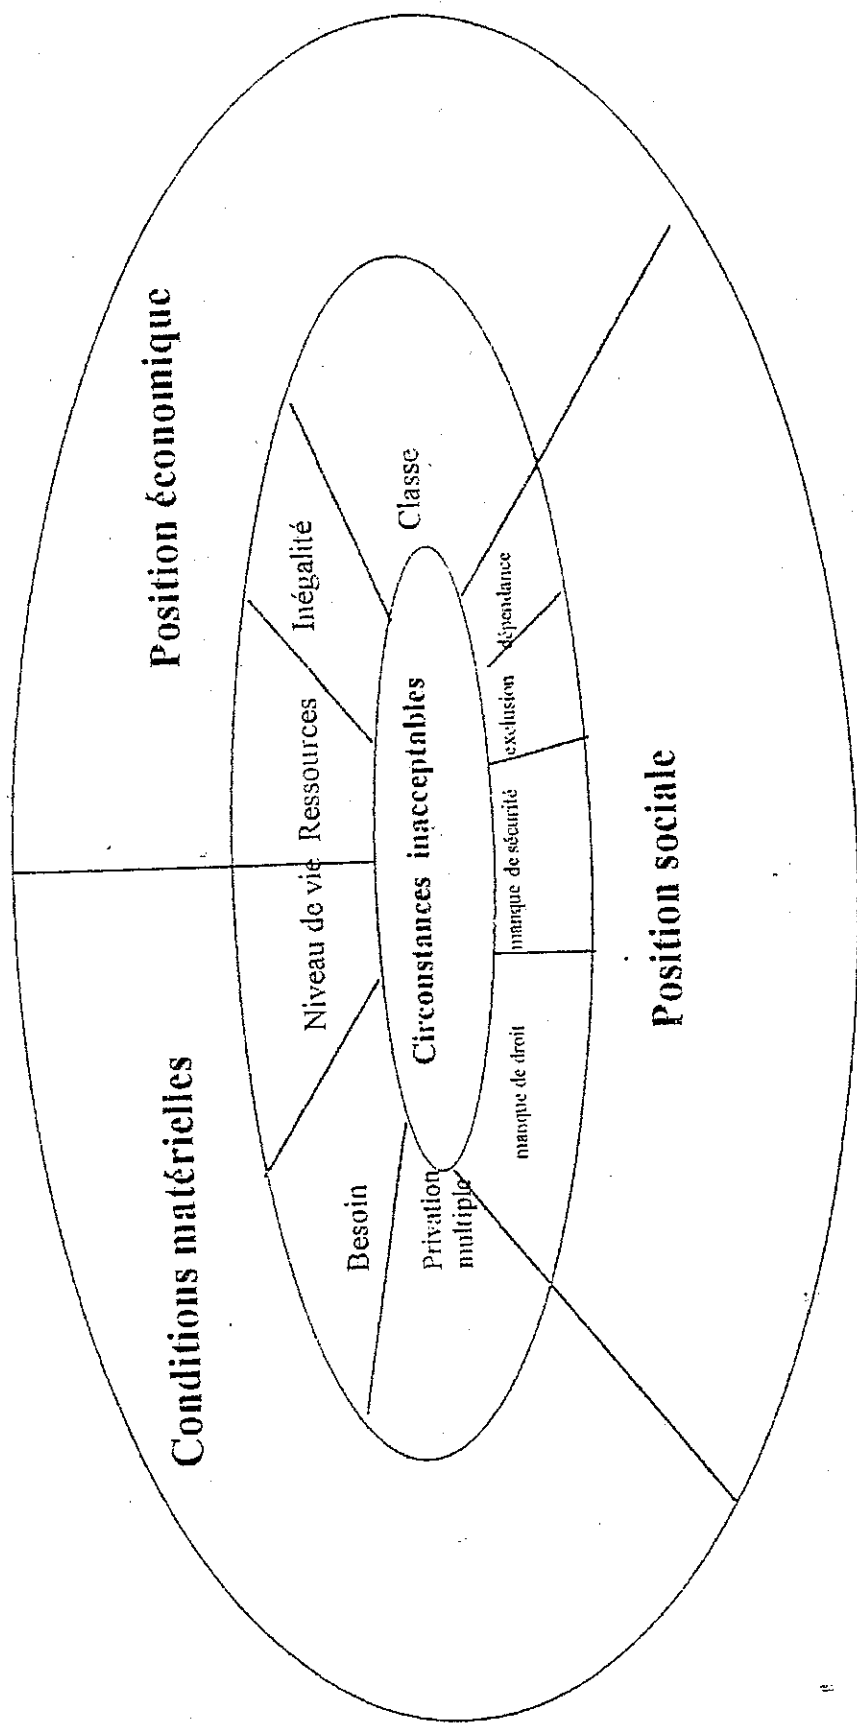 Conditions matérielles
Position économique
Besoin
Niveau de vie
Ressources
Inégalité
Privation
multiple
Circonstances inacceptables
Classe
manque de droit
manque de sécurité
exclusion
dépendance
Position sociale